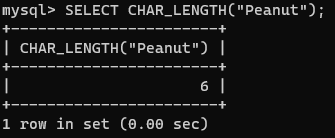 mysql> SELECT CHAR_LENGTH("Peanut");
+-----------------------+
| CHAR_LENGTH("Peanut") |
+-----------------------+
|                     6 |
+-----------------------+
1 row in set (0.00 sec)